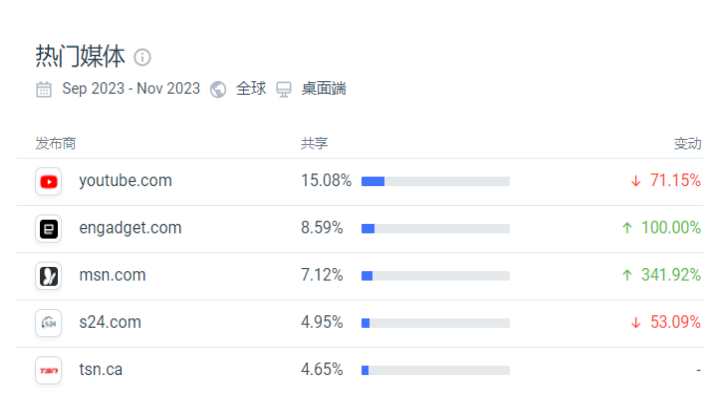 热门媒体
Sep 2023 - Nov 2023 全球 桌面端
发布商 共享 变动
youtube.com 15.08% ↓ 71.15%
engadget.com 8.59% ↑ 100.00%
msn.com 7.12% ↑ 341.92%
s24.com 4.95% ↓ 53.09%
tsn.ca 4.65% -